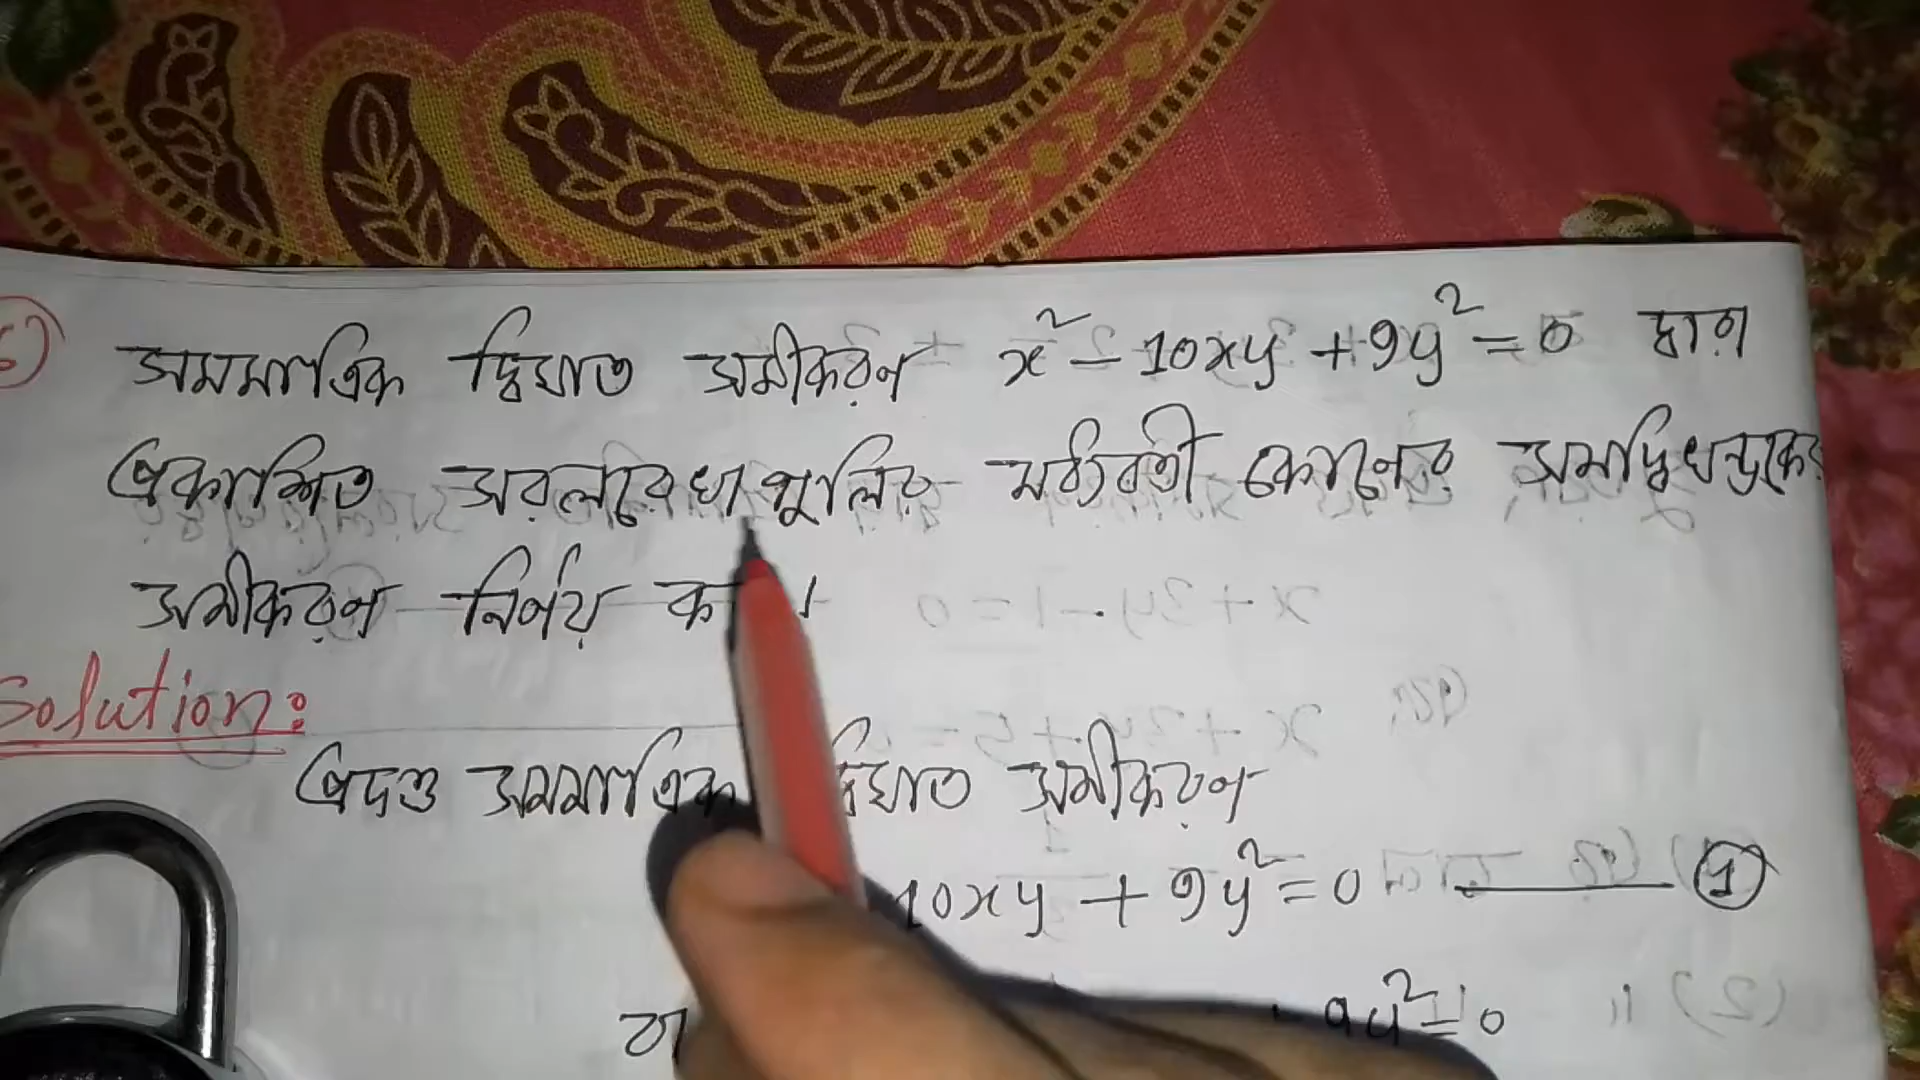 6)
সমমাত্রিক দ্বিঘাত সমীকরণ x² - 10xy + 9y² = 0 দ্বারা
প্রকাশিত সরলরেখাগুলির মধ্যবর্তী কোণের সমদ্বিখন্ডকের
সমীকরণ নির্ণয় কর।
Solution:
প্রদত্ত সমমাত্রিক দ্বিঘাত সমীকরণ
10xy + 9y² = 0 ——— ①
বা 9y² = 0